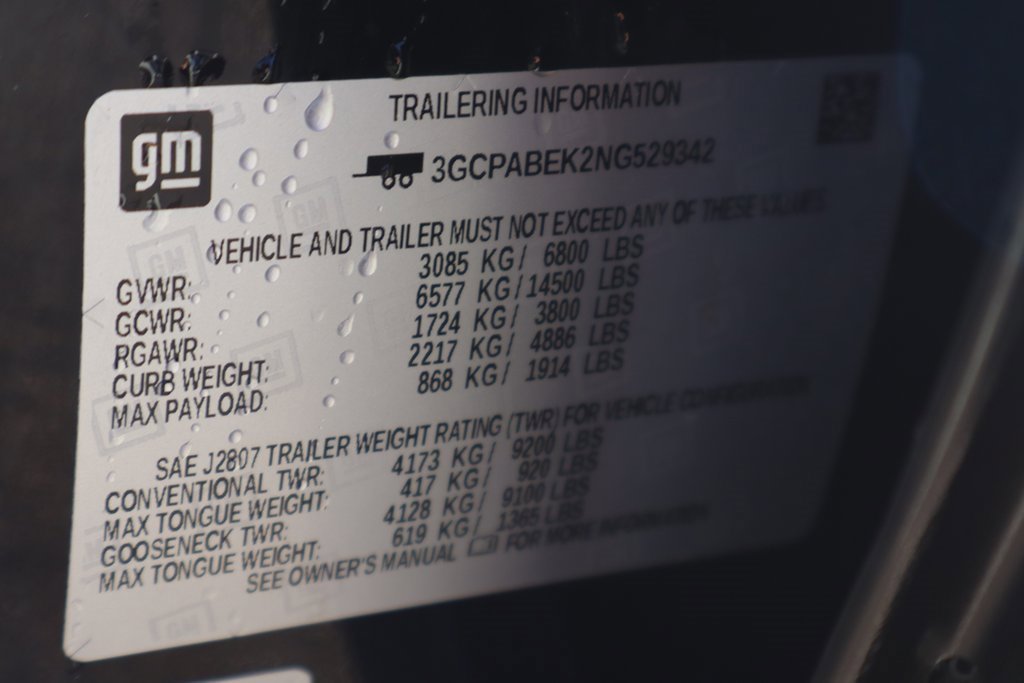 gm
TRAILERING INFORMATION
3GCPABEK2NG529342
VEHICLE AND TRAILER MUST NOT EXCEED ANY OF THESE VALUES
GVWR: 3085 KG/ 6800 LBS
GCWR: 6577 KG/ 14500 LBS
RGAWR: 1724 KG/ 3800 LBS
CURB WEIGHT: 2217 KG/ 4886 LBS
MAX PAYLOAD: 868 KG/ 1914 LBS
SAE J2807 TRAILER WEIGHT RATING (TWR) FOR VEHICLE CONFIGURATION
CONVENTIONAL TWR: 4173 KG/ 9200 LBS
MAX TONGUE WEIGHT: 417 KG/ 920 LBS
GOOSENECK TWR: 4128 KG/ 9100 LBS
MAX TONGUE WEIGHT: 619 KG/ 1365 LBS
SEE OWNER'S MANUAL FOR MORE INFORMATION